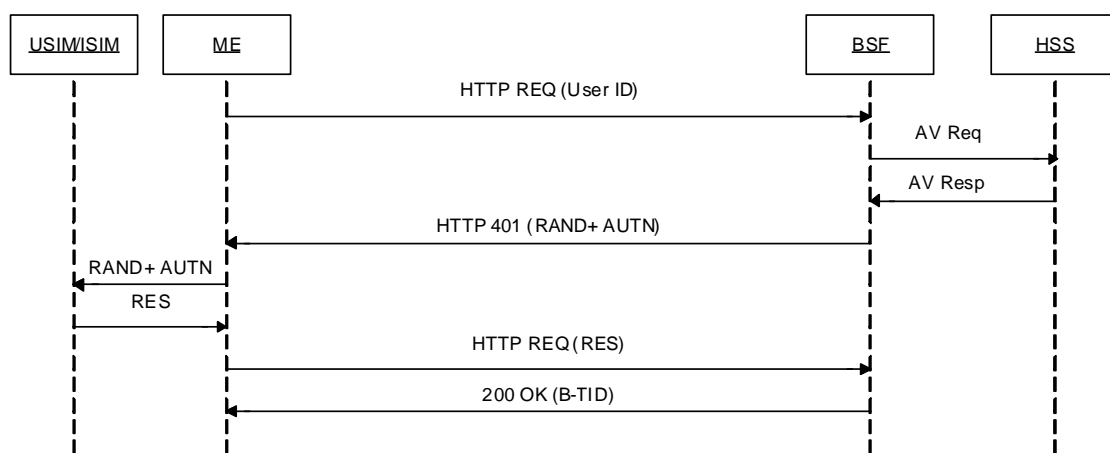 USIM/ISIM
ME
BSF
HSS
HTTP REQ (User ID)
AV Req
AV Resp
HTTP 401 (RAND+ AUTN)
RAND+ AUTN
RES
HTTP REQ (RES)
200 OK (B-TID)